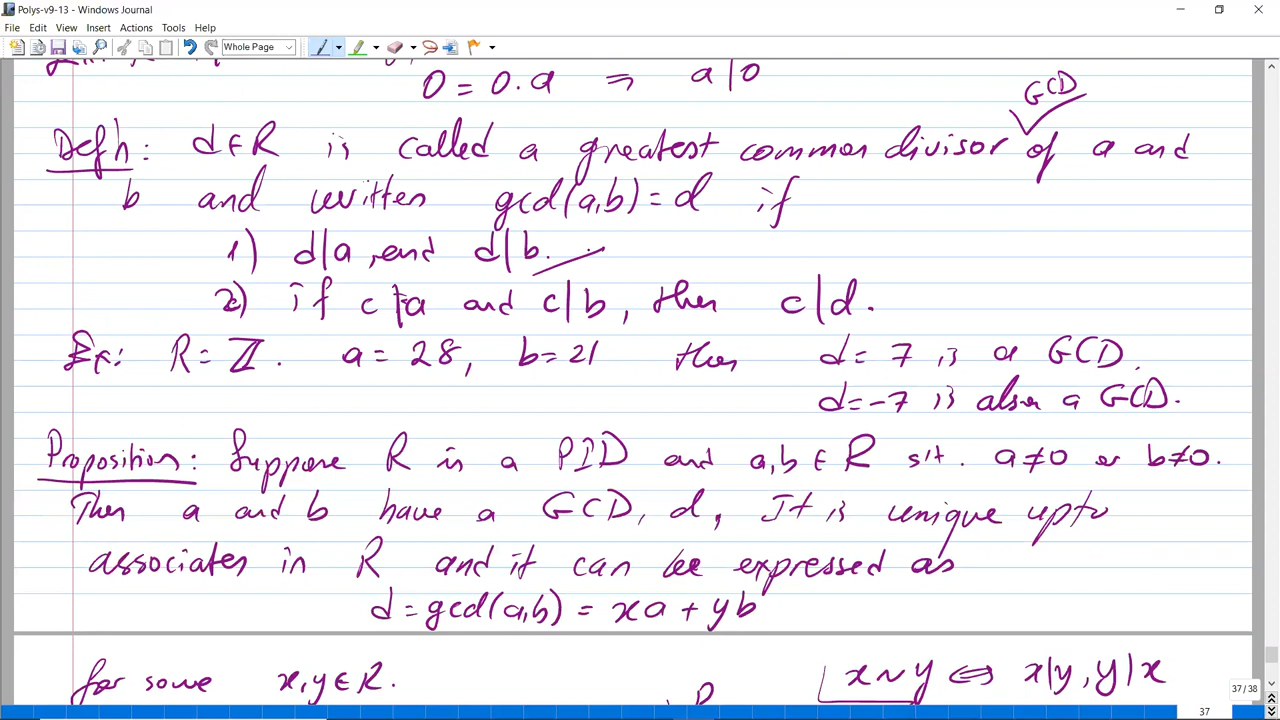 Polys-v9-13 - Windows Journal
File Edit View Insert Actions Tools Help
Whole Page
0 = 0.a ⇒ a|0
GCD
Defn: d∈R is called a greatest common divisor of a and
b and written gcd(a,b) = d if
1) d|a, and d|b.
2) if c|a and c|b, then c|d.
Ex: R = ℤ. a = 28, b = 21 then d = 7 is a GCD.
d = -7 is also a GCD.
Proposition: Suppose R is a PID and a,b ∈ R s.t. a≠0 or b≠0.
Then a and b have a GCD, d, It is unique upto
associates in R and it can be expressed as
d = gcd(a,b) = xa + yb
for some x,y ∈ R.
x ~ y ⇔ x|y, y|x
37/38
37